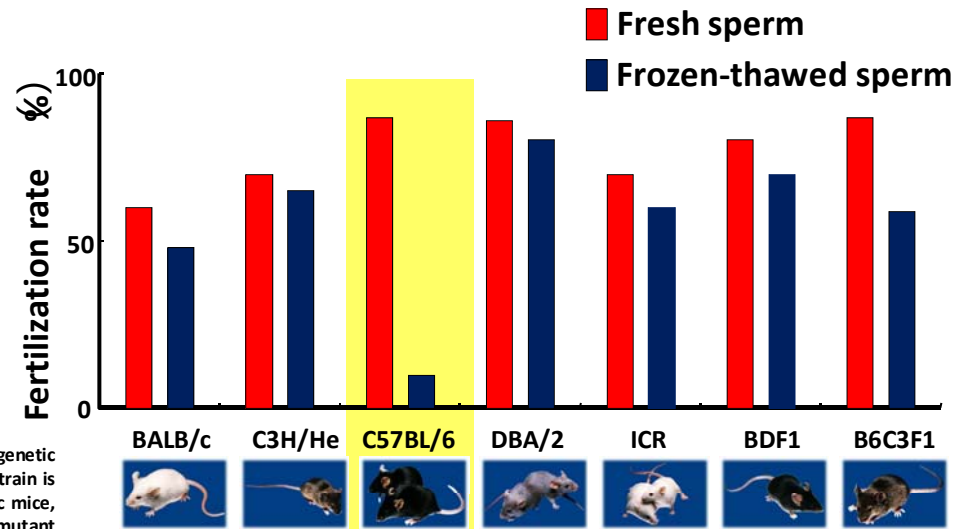 Fresh sperm
Frozen-thawed sperm
Fertilization rate (%)
100
50
0
BALB/c C3H/He C57BL/6 DBA/2 ICR BDF1 B6C3F1
genetic
train is
c mice,
mutant